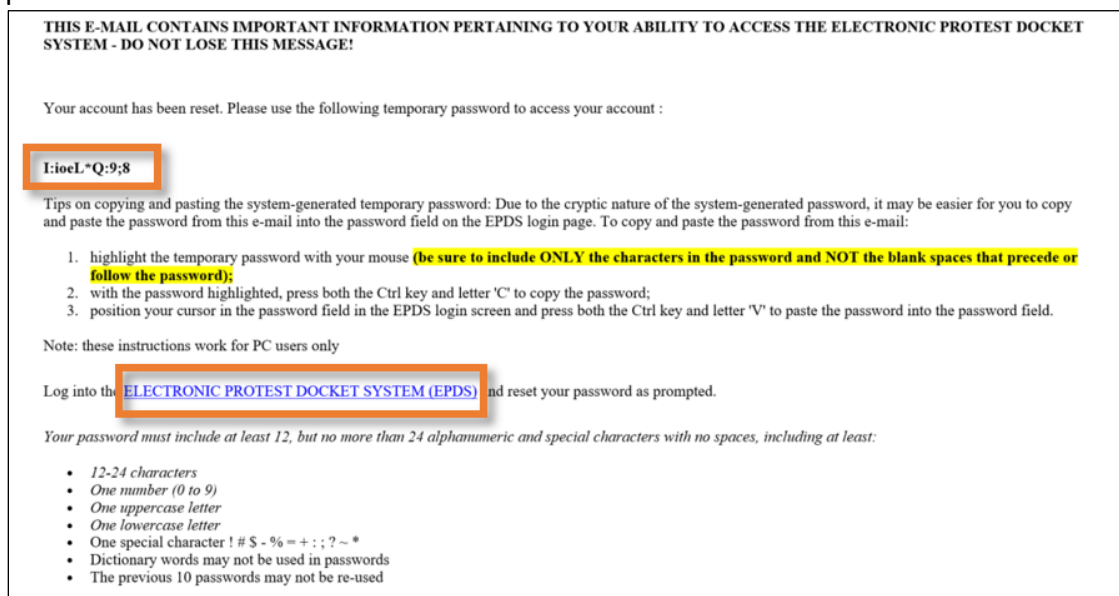 THIS E-MAIL CONTAINS IMPORTANT INFORMATION PERTAINING TO YOUR ABILITY TO ACCESS THE ELECTRONIC PROTEST DOCKET
SYSTEM - DO NOT LOSE THIS MESSAGE!
Your account has been reset. Please use the following temporary password to access your account :
I:ioeL*Q:9;8
Tips on copying and pasting the system-generated temporary password: Due to the cryptic nature of the system-generated password, it may be easier for you to copy
and paste the password from this e-mail into the password field on the EPDS login page. To copy and paste the password from this e-mail:
1. highlight the temporary password with your mouse (be sure to include ONLY the characters in the password and NOT the blank spaces that precede or
follow the password);
2. with the password highlighted, press both the Ctrl key and letter 'C' to copy the password;
3. position your cursor in the password field in the EPDS login screen and press both the Ctrl key and letter 'V' to paste the password into the password field.
Note: these instructions work for PC users only
Log into the ELECTRONIC PROTEST DOCKET SYSTEM (EPDS) nd reset your password as prompted.
Your password must include at least 12, but no more than 24 alphanumeric and special characters with no spaces, including at least:
• 12-24 characters
• One number (0 to 9)
• One uppercase letter
• One lowercase letter
• One special character ! # $ - % = + : ; ? ~ *
• Dictionary words may not be used in passwords
• The previous 10 passwords may not be re-used